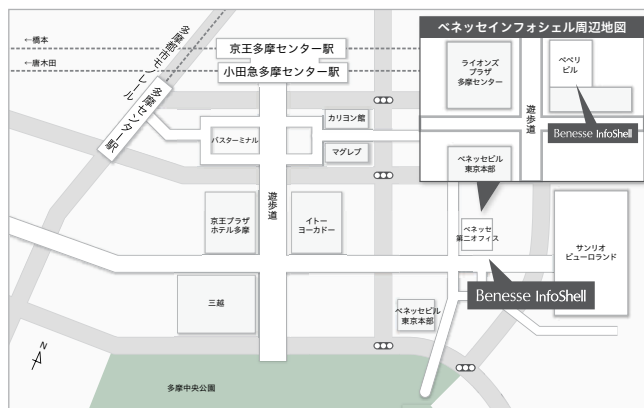 ベネッセインフォシェル周辺地図
←橋本
←唐木田
京王多摩センター駅
小田急多摩センター駅
多摩都市モノレール
多摩センター駅
ライオンズ
プラザ
多摩センター
ペペリ
ビル
遊歩道
Benesse InfoShell
ベネッセビル
東京本部
カリヨン館
バスターミナル
マグレブ
京王プラザ
ホテル多摩
遊歩道
イトー
ヨーカドー
ベネッセ
第二オフィス
サンリオ
ピューロランド
Benesse InfoShell
三越
ベネッセビル
東京本部
N
多摩中央公園